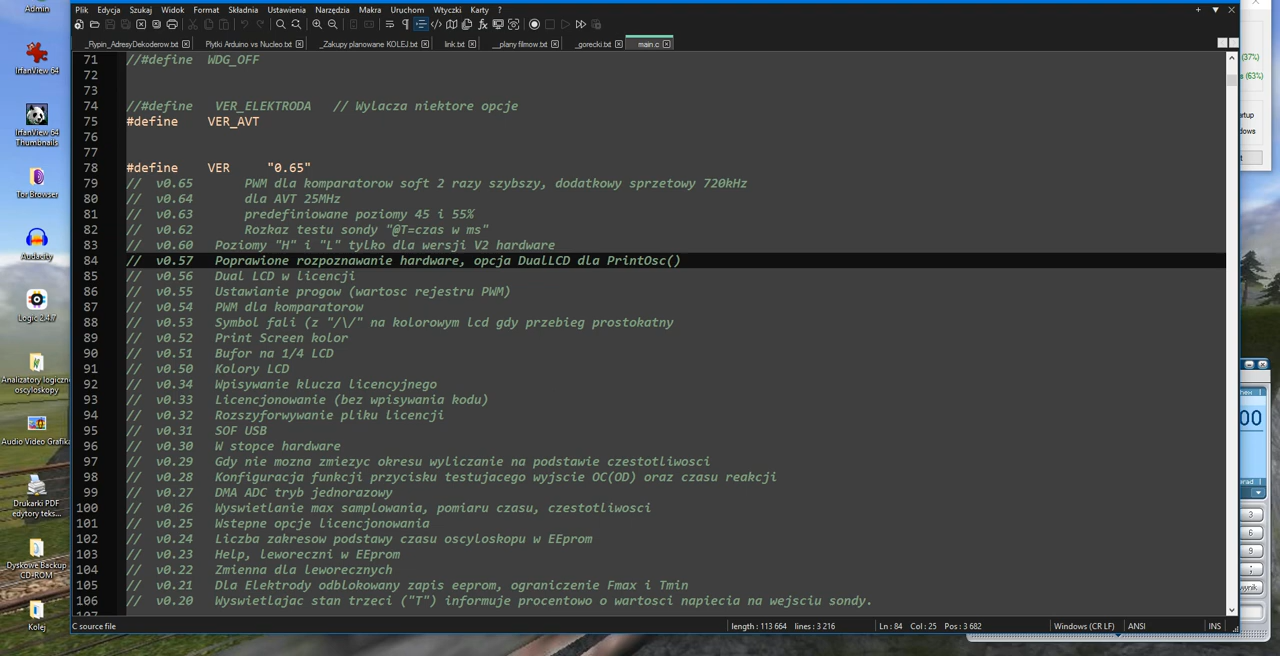 Admin
IrfanView 64
IrfanView 64
Thumbnails
Tor Browser
Audacity
Logic 2.4.7
Analizatory logiczne
oscyloskopy
Audio Video Grafika
Drukarki PDF
edytory teks...
Dyskowe Backup
CD-ROM
Kolej
Plik Edycja Szukaj Widok Format Składnia Ustawienia Narzędzia Makra Uruchom Wtyczki Karty ?
_Rypin_AdresyDekoderow.txt Plytki Arduino vs Nucleo.txt _Zakupy planowane KOLEJ.txt link.txt __plany filmow.txt _gorecki.txt main.c
71 //#define WDG_OFF
72
73
74 //#define VER_ELEKTRODA // Wylacza niektore opcje
75 #define VER_AVT
76
77
78 #define VER "0.65"
79 // v0.65 PWM dla komparatorow soft 2 razy szybszy, dodatkowy sprzetowy 720kHz
80 // v0.64 dla AVT 25MHz
81 // v0.63 predefiniowane poziomy 45 i 55%
82 // v0.62 Rozkaz testu sondy "@T=czas w ms"
83 // v0.60 Poziomy "H" i "L" tylko dla wersji V2 hardware
84 // v0.57 Poprawione rozpoznawanie hardware, opcja DualLCD dla PrintOsc()
85 // v0.56 Dual LCD w licencji
86 // v0.55 Ustawianie progow (wartosc rejestru PWM)
87 // v0.54 PWM dla komparatorow
88 // v0.53 Symbol fali (z "/\/" na kolorowym lcd gdy przebieg prostokatny
89 // v0.52 Print Screen kolor
90 // v0.51 Bufor na 1/4 LCD
91 // v0.50 Kolory LCD
92 // v0.34 Wpisywanie klucza licencyjnego
93 // v0.33 Licencjonowanie (bez wpisywania kodu)
94 // v0.32 Rozszyforwywanie pliku licencji
95 // v0.31 SOF USB
96 // v0.30 W stopce hardware
97 // v0.29 Gdy nie mozna zmiezyc okresu wyliczanie na podstawie czestotliwosci
98 // v0.28 Konfiguracja funkcji przycisku testujacego wyjscie OC(OD) oraz czasu reakcji
99 // v0.27 DMA ADC tryb jednorazowy
100 // v0.26 Wyswietlanie max samplowania, pomiaru czasu, czestotliwosci
101 // v0.25 Wstepne opcje licencjonowania
102 // v0.24 Liczba zakresow podstawy czasu oscyloskopu w EEprom
103 // v0.23 Help, leworeczni w EEprom
104 // v0.22 Zmienna dla leworecznych
105 // v0.21 Dla Elektrody odblokowany zapis eeprom, ograniczenie Fmax i Tmin
106 // v0.20 Wyswietlajac stan trzeci ("T") informuje procentowo o wartosci napiecia na wejsciu sondy.
C source file length : 113 664 lines : 3 216 Ln : 84 Col : 25 Pos : 3 682 Windows (CR LF) ANSI INS
(37%)
(63%)
3
6
9
;